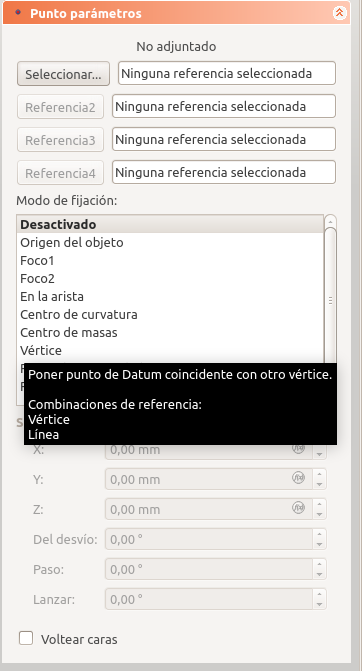 Punto parámetros
No adjuntado
Seleccionar... Ninguna referencia seleccionada
Referencia2 Ninguna referencia seleccionada
Referencia3 Ninguna referencia seleccionada
Referencia4 Ninguna referencia seleccionada
Modo de fijación:
Desactivado
Origen del objeto
Foco1
Foco2
En la arista
Centro de curvatura
Centro de masas
Vértice
Poner punto de Datum coincidente con otro vértice.
Combinaciones de referencia:
Vértice
Línea
X: 0,00 mm
Y: 0,00 mm
Z: 0,00 mm
Del desvío: 0,00 °
Paso: 0,00 °
Lanzar: 0,00 °
Voltear caras